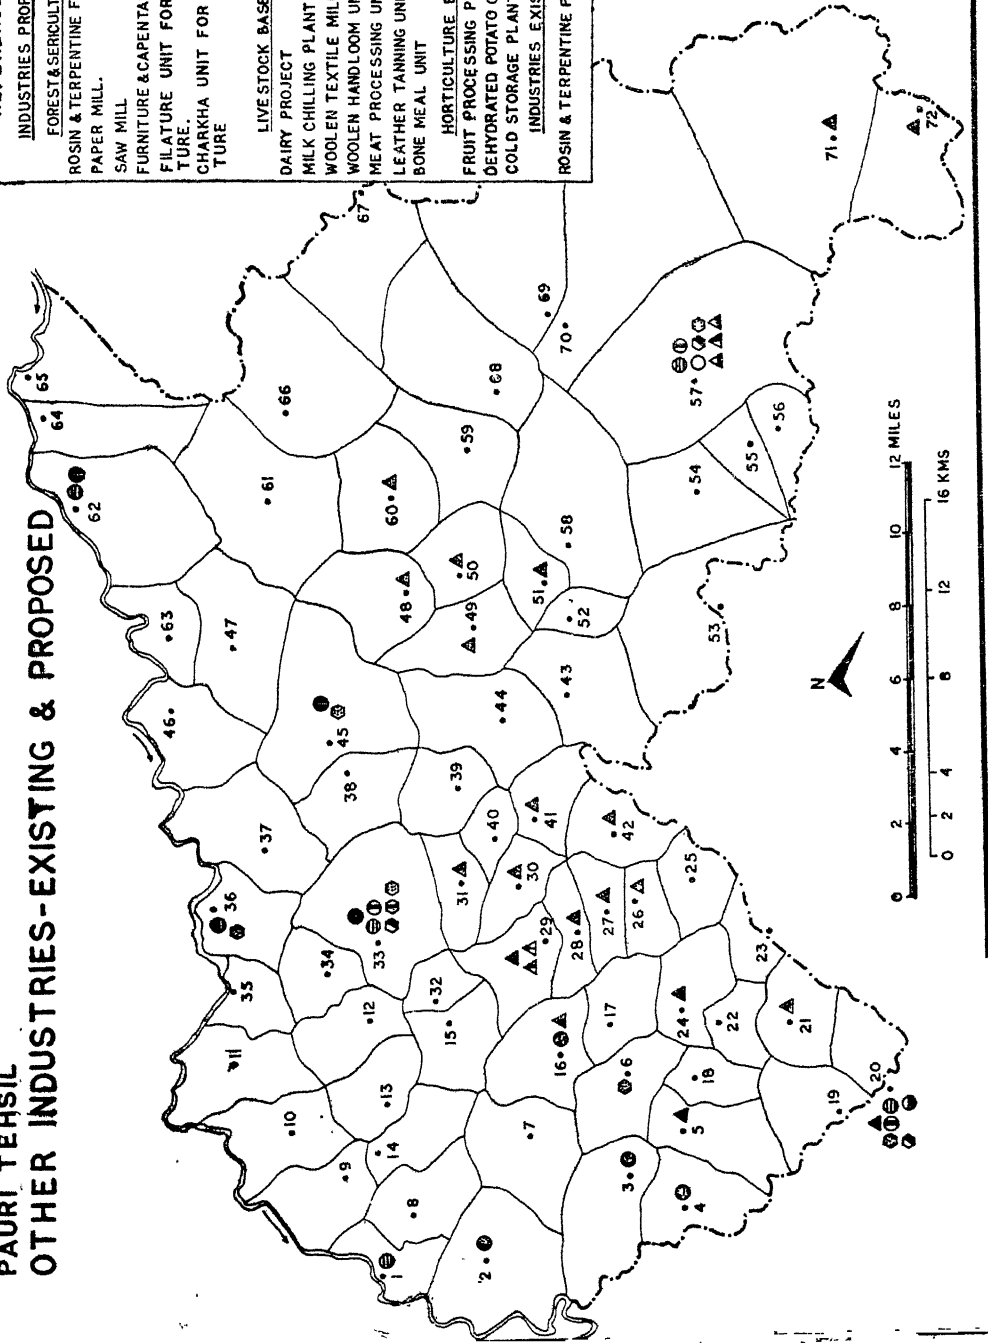 PAURI TEHSIL
OTHER INDUSTRIES-EXISTING & PROPOSED
INDUSTRIES
FOREST & SERICULT
ROSIN & TERPENTINE
PAPER MILL.
SAW MILL
FURNITURE & CAPENTA
FILATURE UNIT FOR
TURE.
CHARKHA UNIT FOR
TURE
LIVESTOCK BASE
DAIRY PROJECT
MILK CHILLING PLANT
WOOLEN TEXTILE
WOOLEN HANDLOOM
MEAT PROCESSING
LEATHER TANNING
BONE MEAL UNIT
HORTICULTURE
FRUIT PROCESSING
DEHYDRATED POTATO
COLD STORAGE PLAN
INDUSTRIES
ROSIN & TERPENTINE
1
2
3
4
5
6
7
8
9
10
11
12
13
14
15
16
17
18
19
20
21
22
23
24
25
26
27
28
29
30
31
32
33
34
35
36
37
38
39
40
41
42
43
44
45
46
47
48
49
50
51
52
53
54
55
56
57
58
59
60
61
62
63
64
65
66
67
68
69
70
71
72
N
0 2 4 6 8 10 12 MILES
0 2 4 8 12 16 KMS